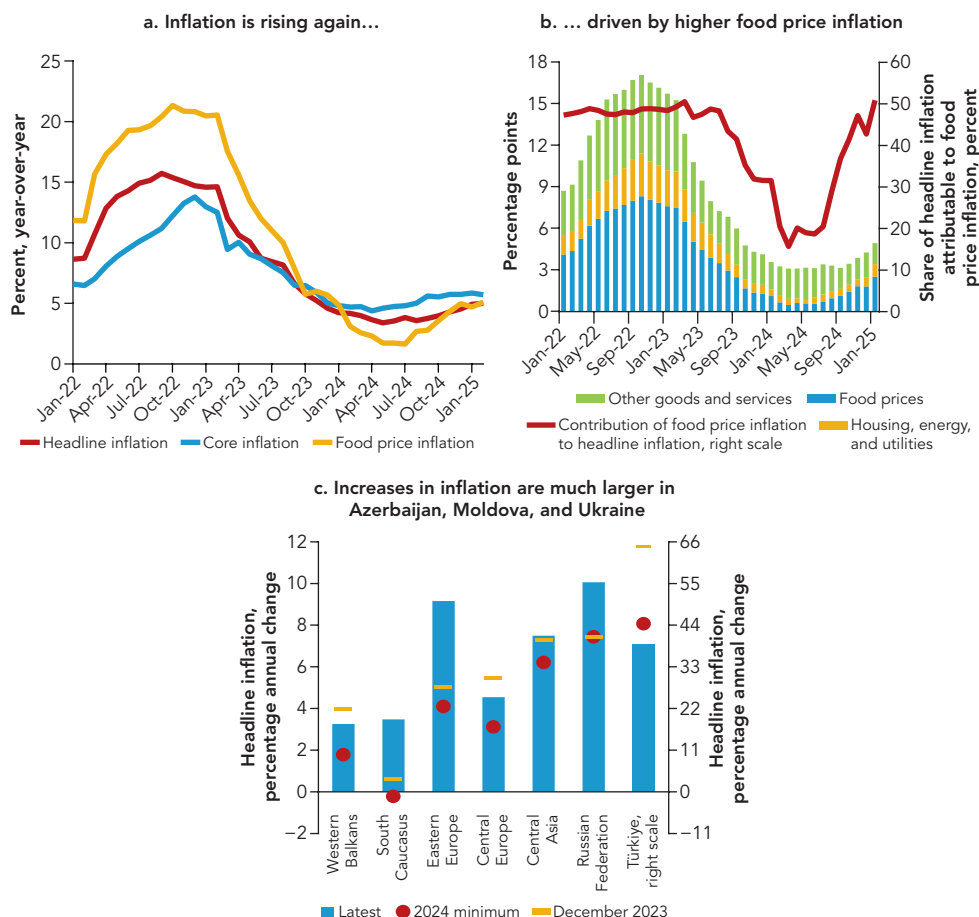 a. Inflation is rising again…
Percent, year-over-year
25
20
15
10
5
0
Jan-22
Apr-22
Jul-22
Oct-22
Jan-23
Apr-23
Jul-23
Oct-23
Jan-24
Apr-24
Jul-24
Oct-24
Jan-25
Headline inflation
Core inflation
Food price inflation
b. … driven by higher food price inflation
Percentage points
18
15
12
9
6
3
0
60
50
40
30
20
10
0
Share of headline inflation
attributable to food
price inflation, percent
Jan-22
May-22
Sep-22
Jan-23
May-23
Sep-23
Jan-24
May-24
Sep-24
Jan-25
Other goods and services
Food prices
Contribution of food price inflation
to headline inflation, right scale
Housing, energy,
and utilities
c. Increases in inflation are much larger in
Azerbaijan, Moldova, and Ukraine
Headline inflation,
percentage annual change
12
10
8
6
4
2
0
−2
66
55
44
33
22
11
0
−11
Headline inflation,
percentage annual change
Western
Balkans
South
Caucasus
Eastern
Europe
Central
Europe
Central
Asia
Russian
Federation
Türkiye,
right scale
Latest
2024 minimum
December 2023